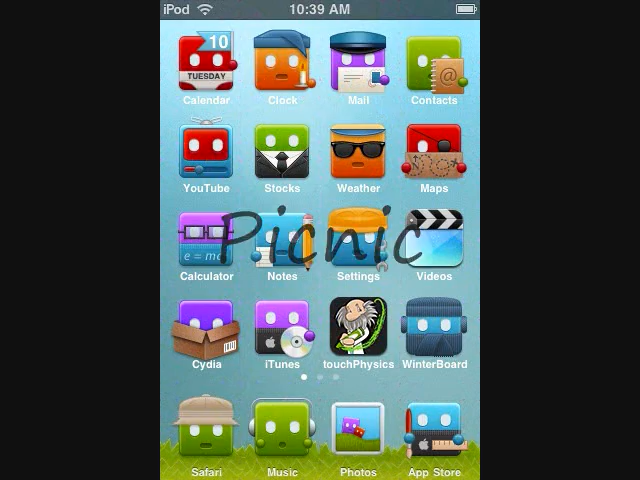 iPod 10:39 AM
10
TUESDAY
@
Calendar Clock Mail Contacts
YouTube Stocks Weather Maps
Picnic
e = mc
Calculator Notes Settings Videos
Cydia iTunes touchPhysics WinterBoard
Safari Music Photos App Store